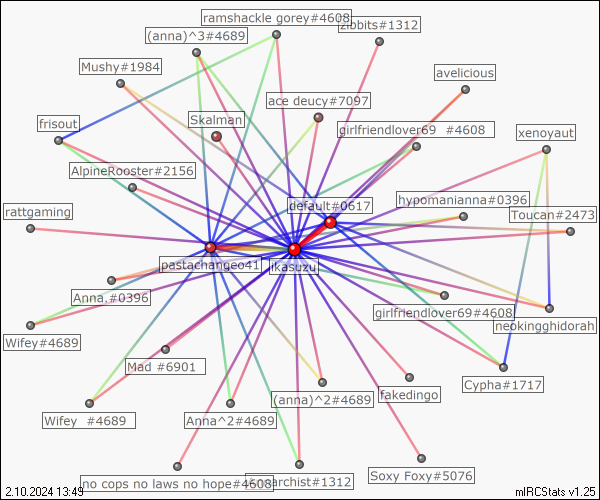 ramshackle gorey#4608
zibbits#1312
(anna)^3#4689
Mushy#1984
avelicious
ace deucy#7097
Skalman
frisout
girlfriendlover69 #4608
xenoyaut
AlpineRooster#2156
hypomanianna#0396
default#0617
rattgaming
Toucan#2473
pastachangeo41
ikasuzu
Anna.#0396
girlfriendlover69#4608
neokingghidorah
Wifey#4689
Mad #6901
Cypha#1717
(anna)^2#4689
fakedingo
Wifey #4689
Anna^2#4689
Soxy Foxy#5076
no cops no laws no hope#4608
archist#1312
2.10.2024 13:49
mIRCStats v1.25